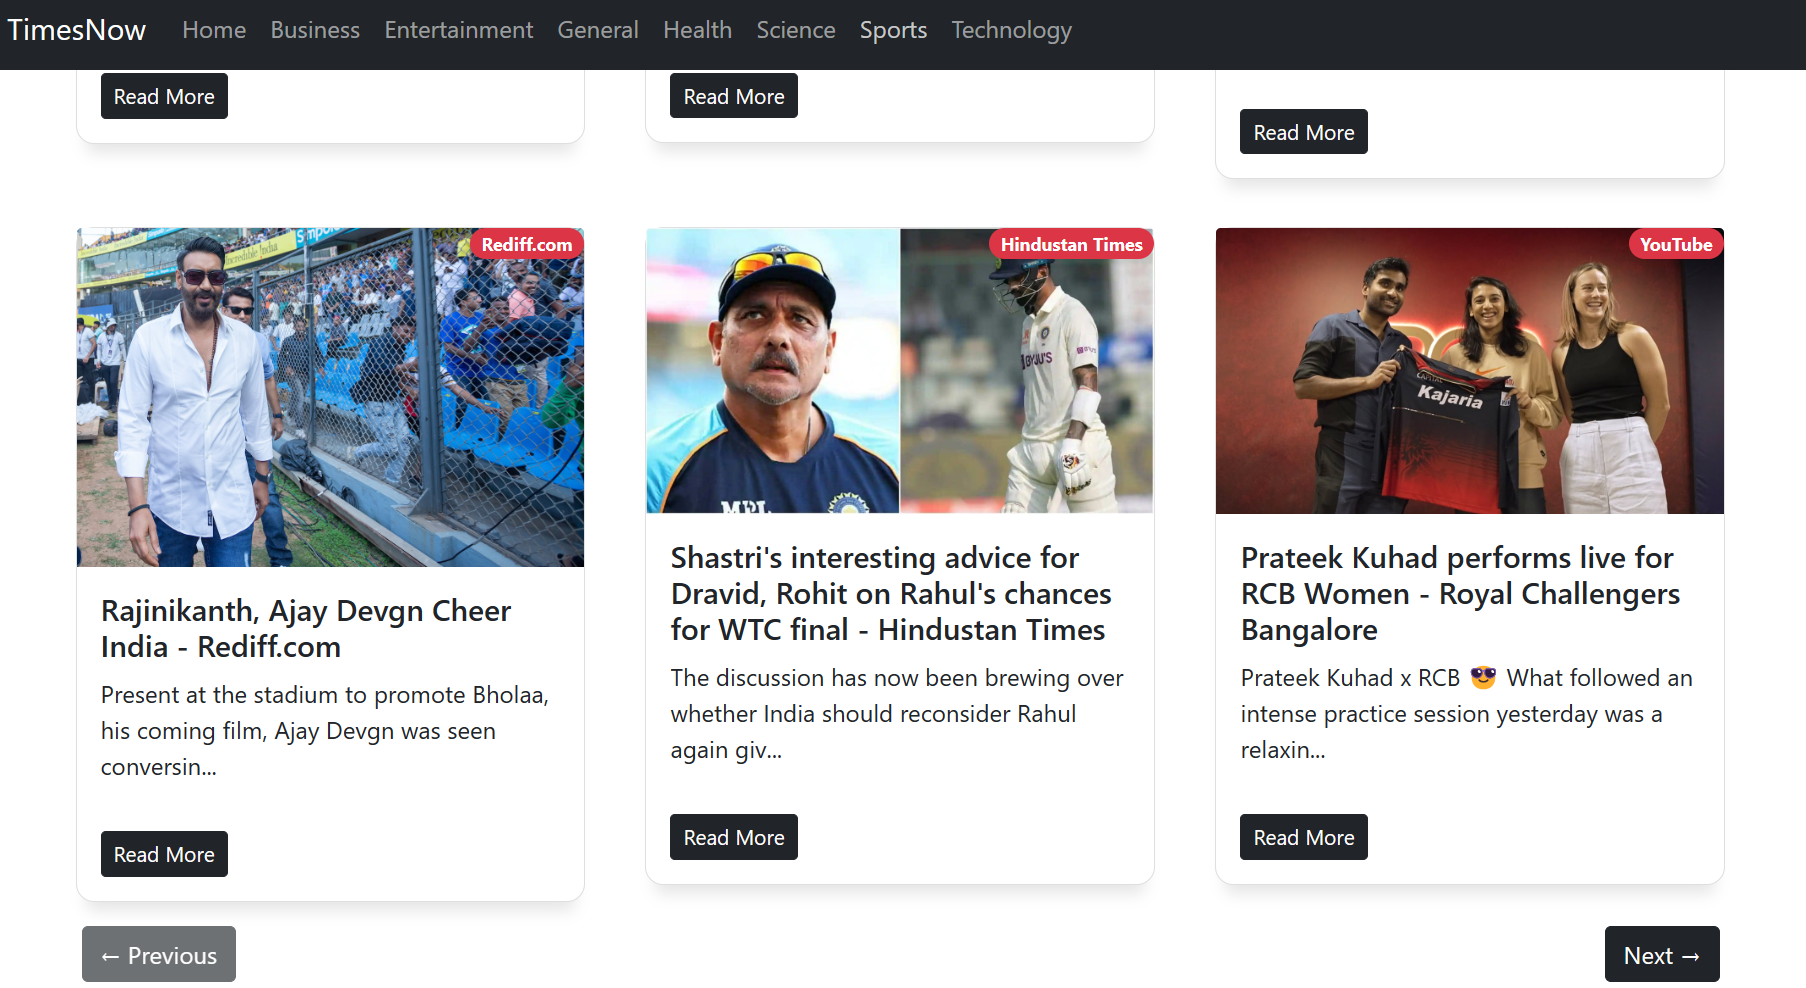 TimesNow Home Business Entertainment General Health Science Sports Technology
Read More
Read More
Read More
Incredible India
Rediff.com
Rajinikanth, Ajay Devgn Cheer
India - Rediff.com
Present at the stadium to promote Bholaa,
his coming film, Ajay Devgn was seen
conversin...
Read More
Hindustan Times
BYJU'S
MPL
Shastri's interesting advice for
Dravid, Rohit on Rahul's chances
for WTC final - Hindustan Times
The discussion has now been brewing over
whether India should reconsider Rahul
again giv...
Read More
YouTube
Kajaria
Prateek Kuhad performs live for
RCB Women - Royal Challengers
Bangalore
Prateek Kuhad x RCB 😎 What followed an
intense practice session yesterday was a
relaxin...
Read More
← Previous
Next →